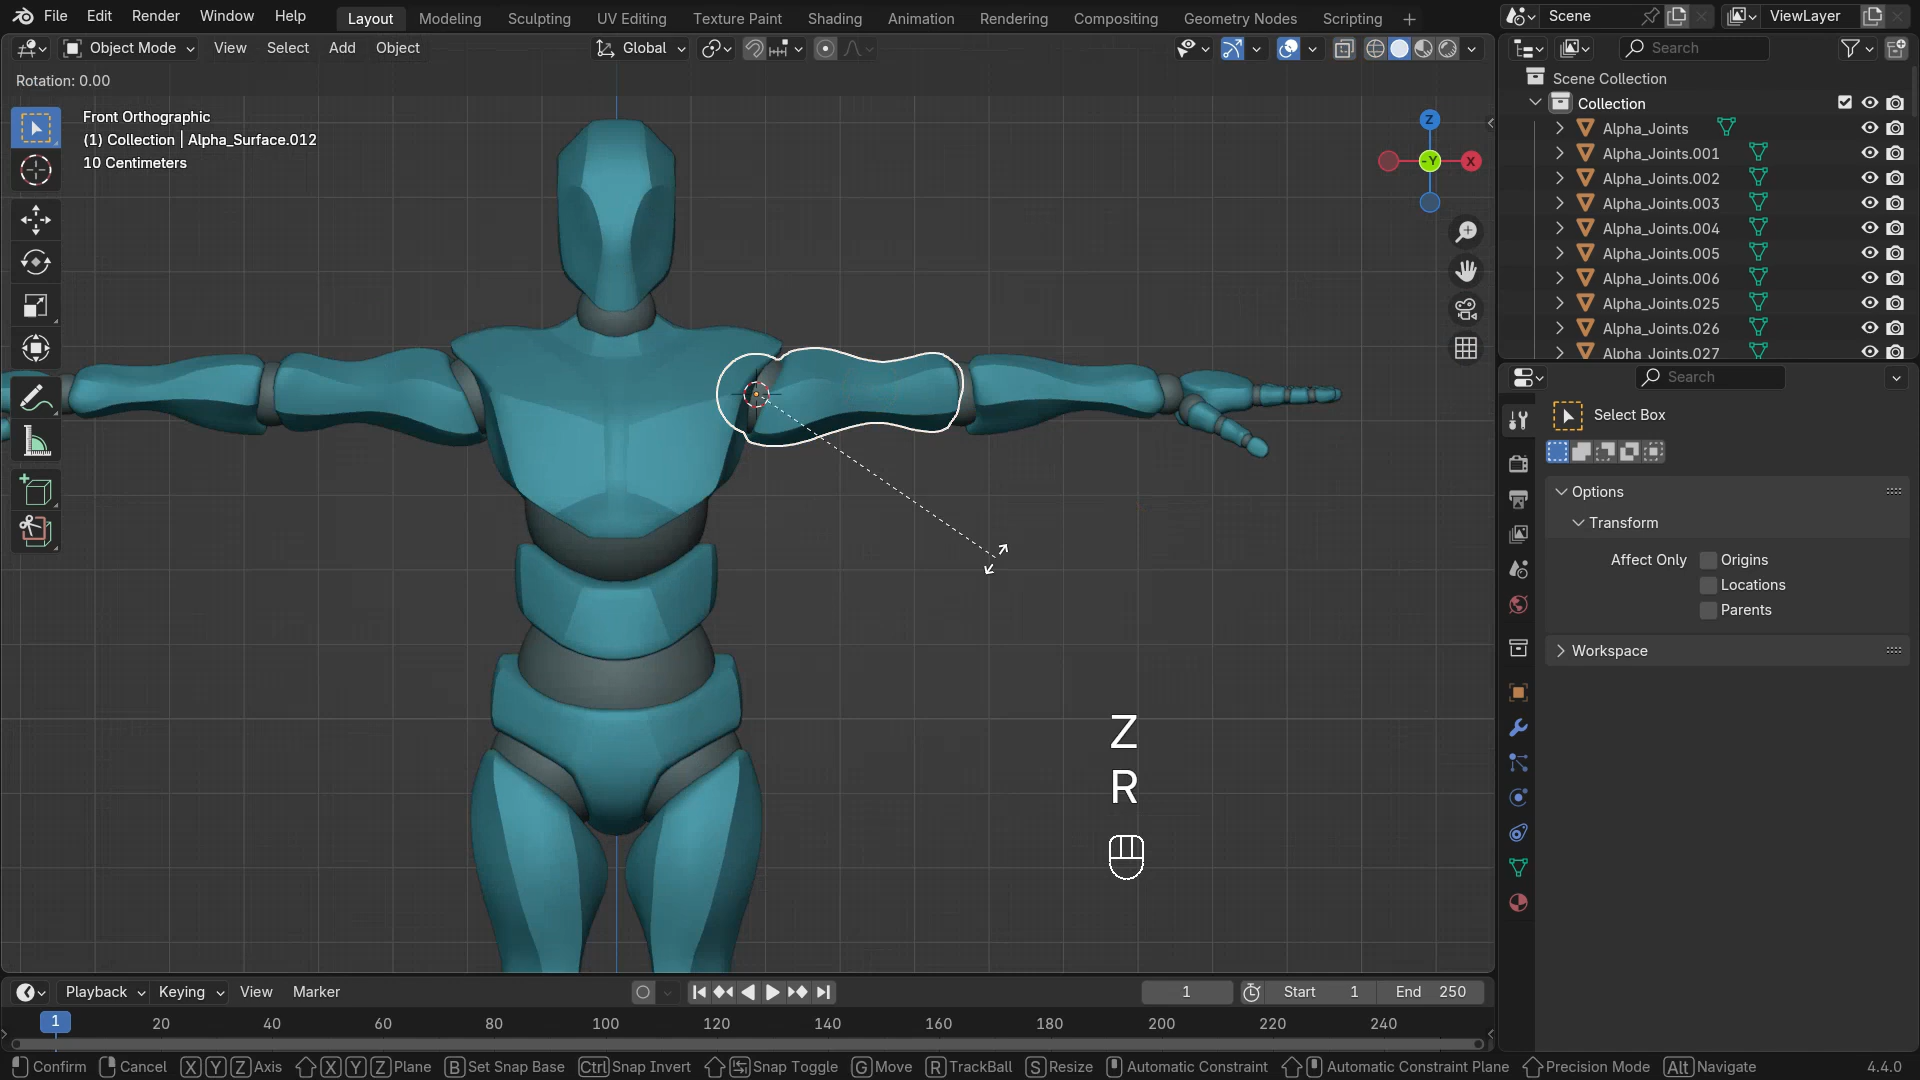 File Edit Render Window Help
Layout Modeling Sculpting UV Editing Texture Paint Shading Animation Rendering Compositing Geometry Nodes Scripting +
Scene
ViewLayer
Object Mode View Select Add Object
Global
Search
Rotation: 0.00
Front Orthographic
(1) Collection | Alpha_Surface.012
10 Centimeters
Z
-Y
X
Scene Collection
Collection
Alpha_Joints
Alpha_Joints.001
Alpha_Joints.002
Alpha_Joints.003
Alpha_Joints.004
Alpha_Joints.005
Alpha_Joints.006
Alpha_Joints.025
Alpha_Joints.026
Alpha_Joints.027
Search
Select Box
Options
Transform
Affect Only Origins
Locations
Parents
Workspace
Z
R
Playback Keying View Marker
1 Start 1 End 250
1 20 40 60 80 100 120 140 160 180 200 220 240
Confirm Cancel X Y Z Axis X Y Z Plane B Set Snap Base Ctrl Snap Invert Snap Toggle G Move R TrackBall S Resize Automatic Constraint Automatic Constraint Plane Precision Mode Alt Navigate 4.4.0